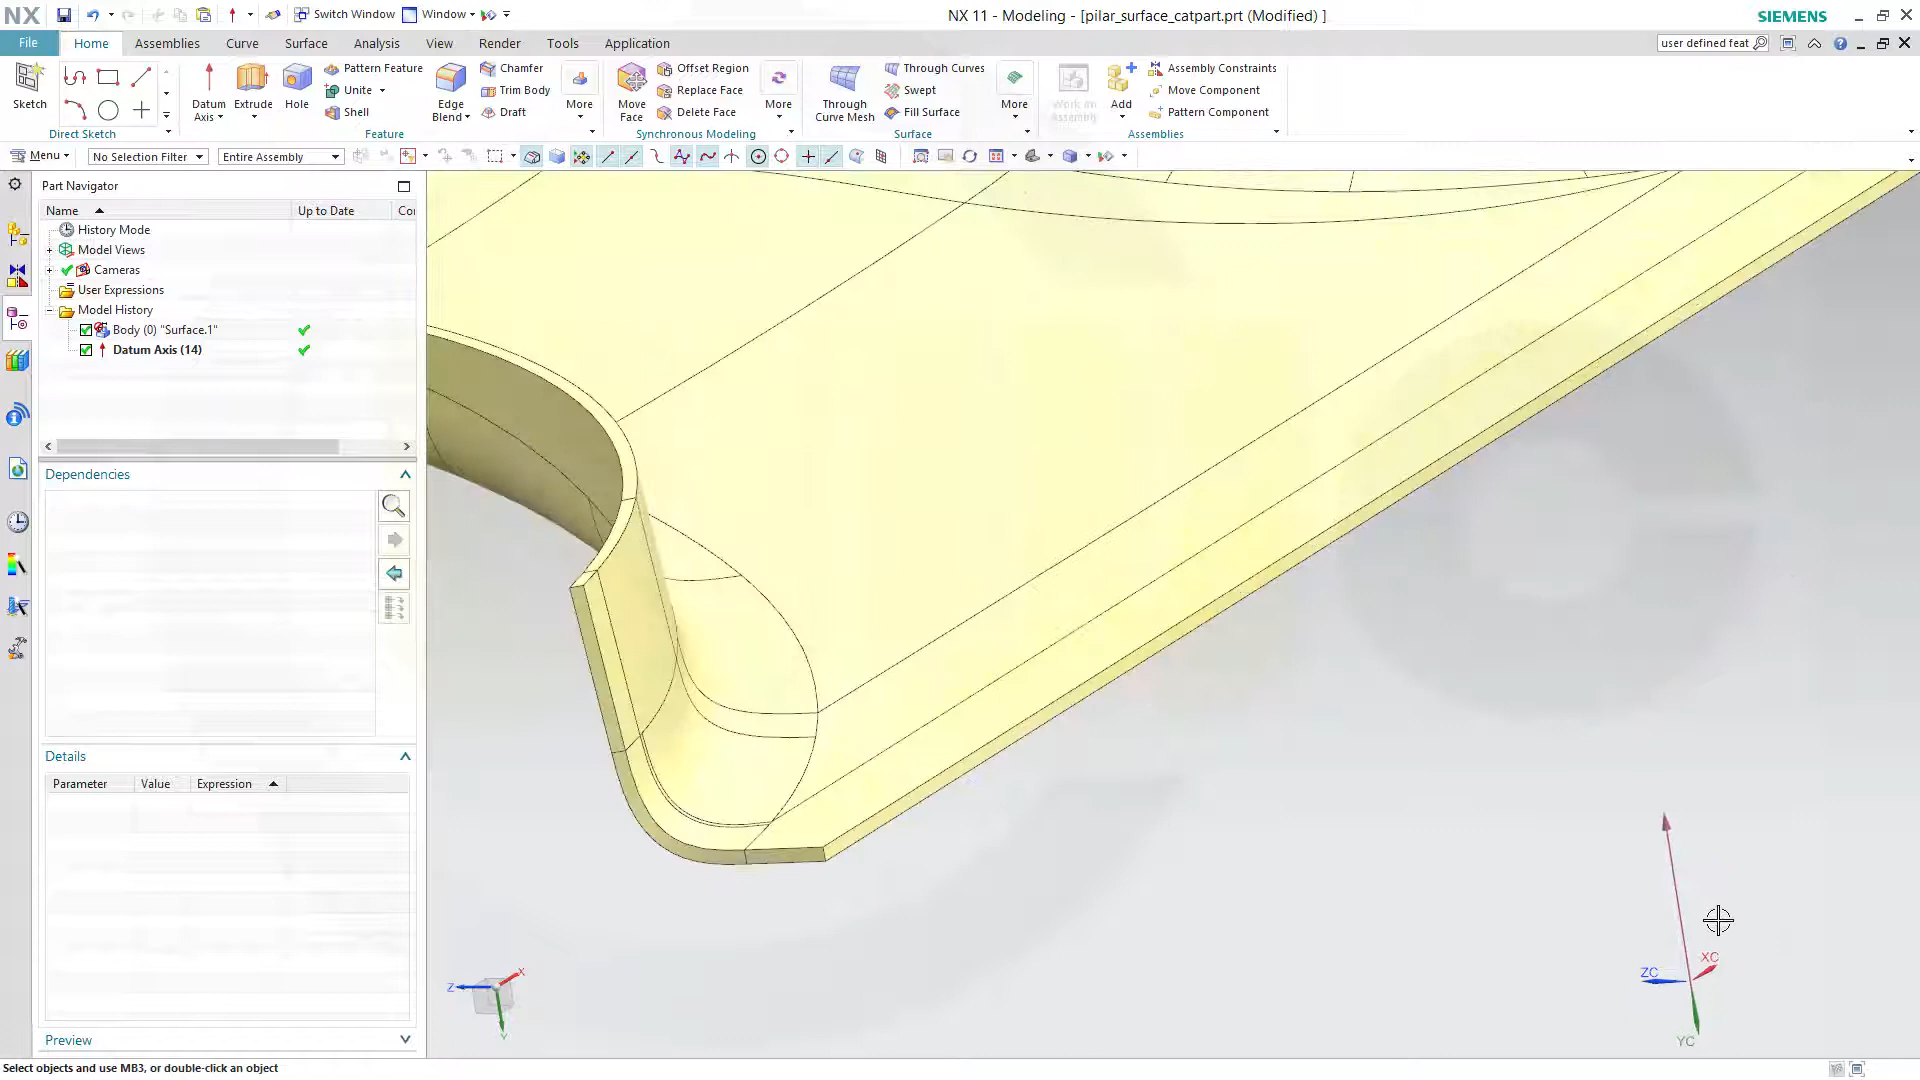 NX
Switch Window
Window
NX 11 - Modeling - [pilar_surface_catpart.prt (Modified) ]
SIEMENS
File
Home
Assemblies
Curve
Surface
Analysis
View
Render
Tools
Application
user defined feat
Sketch
Direct Sketch
Datum Axis
Extrude
Hole
Pattern Feature
Unite
Shell
Edge Blend
Chamfer
Trim Body
Draft
More
Feature
Move Face
Offset Region
Replace Face
Delete Face
More
Synchronous Modeling
Through Curve Mesh
Through Curves
Swept
Fill Surface
More
Surface
Work on Assembly
Add
Assembly Constraints
Move Component
Pattern Component
Assemblies
Menu
No Selection Filter
Entire Assembly
Part Navigator
Name
Up to Date
Co
History Mode
Model Views
Cameras
User Expressions
Model History
Body (0) "Surface.1"
Datum Axis (14)
Dependencies
Details
Parameter
Value
Expression
Preview
Z
X
Y
ZC
XC
YC
Select objects and use MB3, or double-click an object